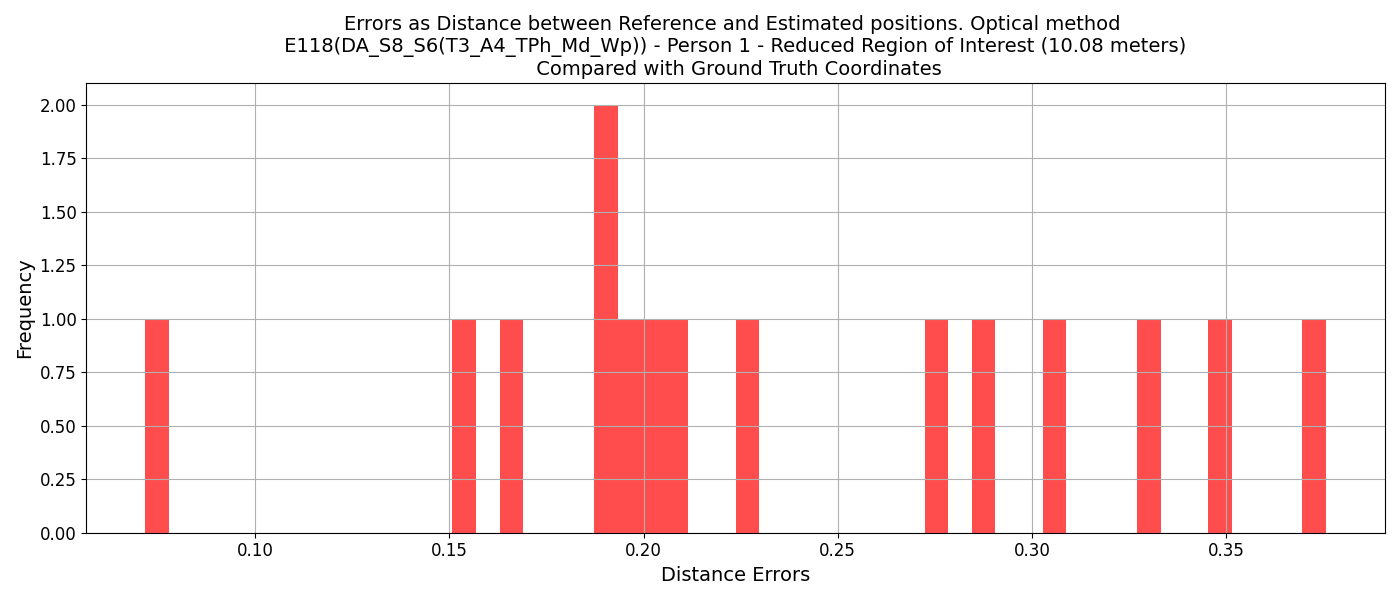 Errors as Distance between Reference and Estimated positions. Optical method
E118(DA_S8_S6(T3_A4_TPh_Md_Wp)) - Person 1 - Reduced Region of Interest (10.08 meters)
Compared with Ground Truth Coordinates
2.00
1.75
1.50
1.25
1.00
0.75
0.50
0.25
0.00
Frequency
0.10 0.15 0.20 0.25 0.30 0.35
Distance Errors